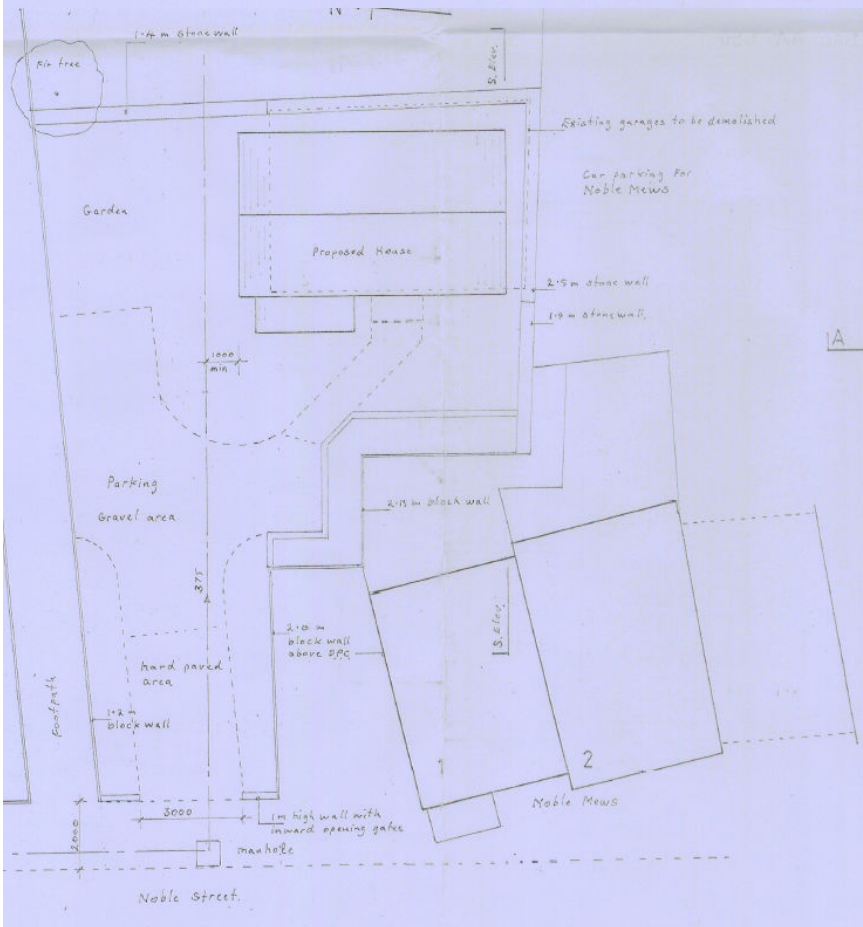 N
1.4 m stone wall
Fir tree
S. Elev.
Existing garages to be demolished
Car parking for
Noble Mews
Garden
Proposed House
2.5m stone wall
1.9 m stone wall.
A
1000
min
Parking
Gravel area
2.15 m block wall
375
2.0 m
block wall
above DPC
S. Elev.
hard paved
area
Footpath
1.2 m
block wall
1
2
Noble Mews
3000
1m high wall with
inward opening gates
2000
manhole
Noble Street.